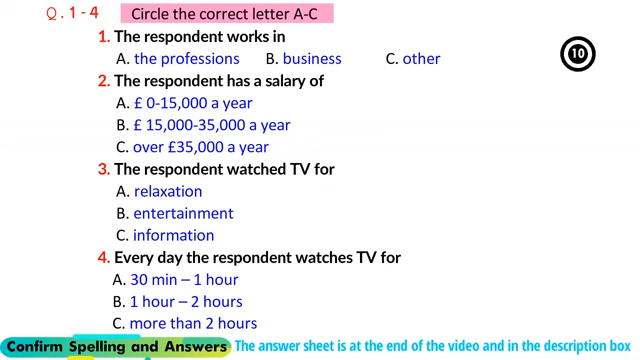 Q. 1 - 4 Circle the correct letter A-C
1. The respondent works in
A. the professions B. business C. other
10
2. The respondent has a salary of
A. £ 0-15,000 a year
B. £ 15,000-35,000 a year
C. over £35,000 a year
3. The respondent watched TV for
A. relaxation
B. entertainment
C. information
4. Every day the respondent watches TV for
A. 30 min – 1 hour
B. 1 hour – 2 hours
C. more than 2 hours
Confirm Spelling and Answers - The answer sheet is at the end of the video and in the description box